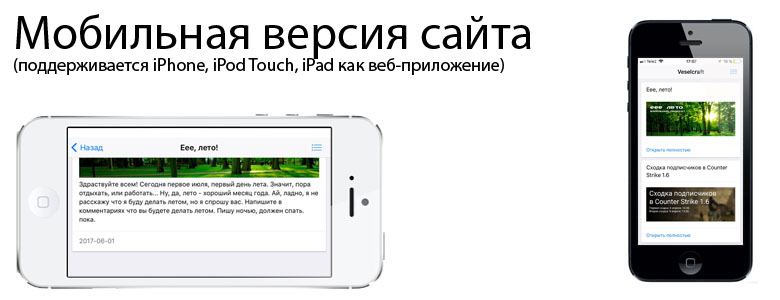 Мобильная версия сайта
(поддерживается iPhone, iPod Touch, iPad как веб-приложение)
Назад
Еее, лето!
Здраствуйте всем! Сегодня первое июля, первый день лета. Значит, пора
отдыхать, или работать... Ну, да, лето - хороший месяц года. Ай, ладно, я не
расскажу что я буду делать летом, но я спрошу вас. Напишите в
комментариях что вы будете делать летом. Пишу ночью, должен спать.
пока.
2017-06-01
Tele2
Veselcraft
Еее, лето!
еее лето
Открыть полностью
Сходка подписчиков в Counter
Strike 1.6
Сходка подписчиков
в Counter Strike 1.6
Открыть полностью